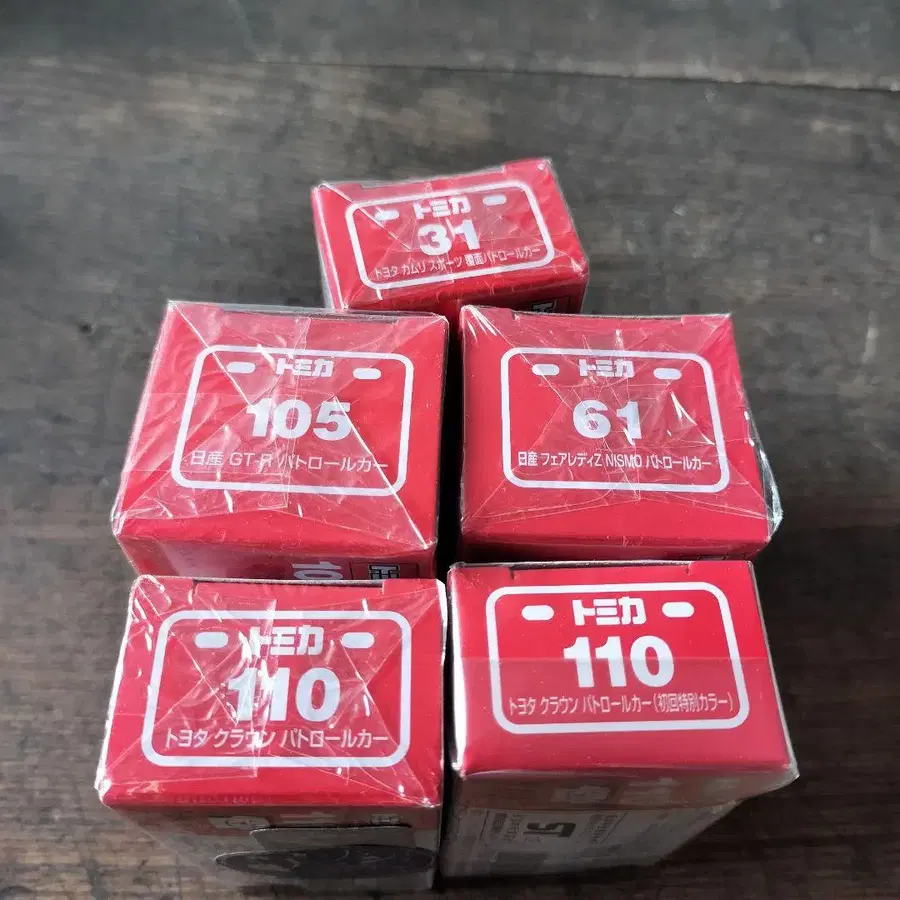 トミカ
31
トヨタ カムリ スポーツ 覆面パトロールカー
トミカ
105
日産 GT-R パトロールカー
トミカ
61
日産 フェアレディZ NISMO パトロールカー
10
トミカ
110
トヨタ クラウン パトロールカー
トミカ
110
トヨタ クラウン パトロールカー(初回特別カラー)
ST